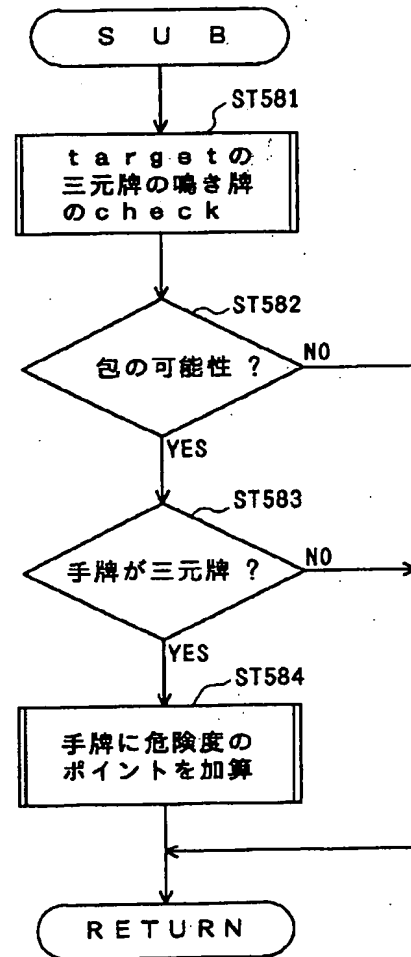 SUB
ST581
targetの
三元牌の鳴き牌
のcheck
ST582
包の可能性？
NO
YES
ST583
手牌が三元牌？
NO
YES
ST584
手牌に危険度の
ポイントを加算
RETURN